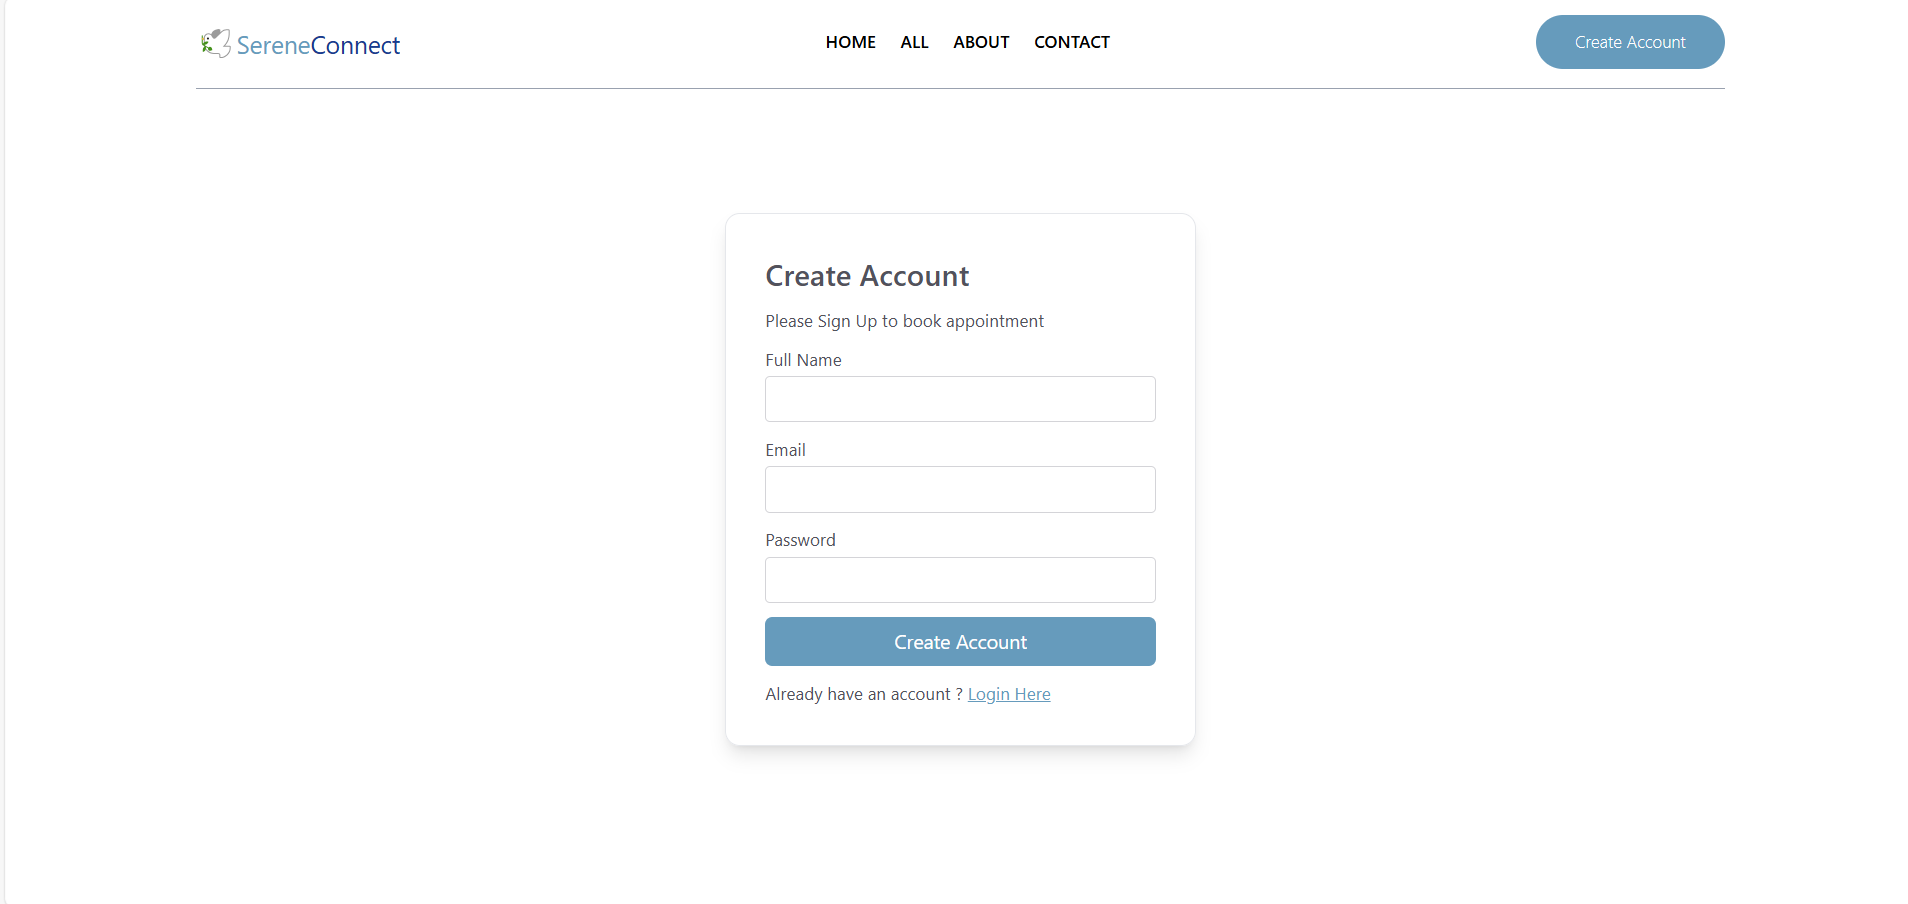 SereneConnect
HOME ALL ABOUT CONTACT
Create Account
Create Account
Please Sign Up to book appointment
Full Name
Email
Password
Create Account
Already have an account ? Login Here